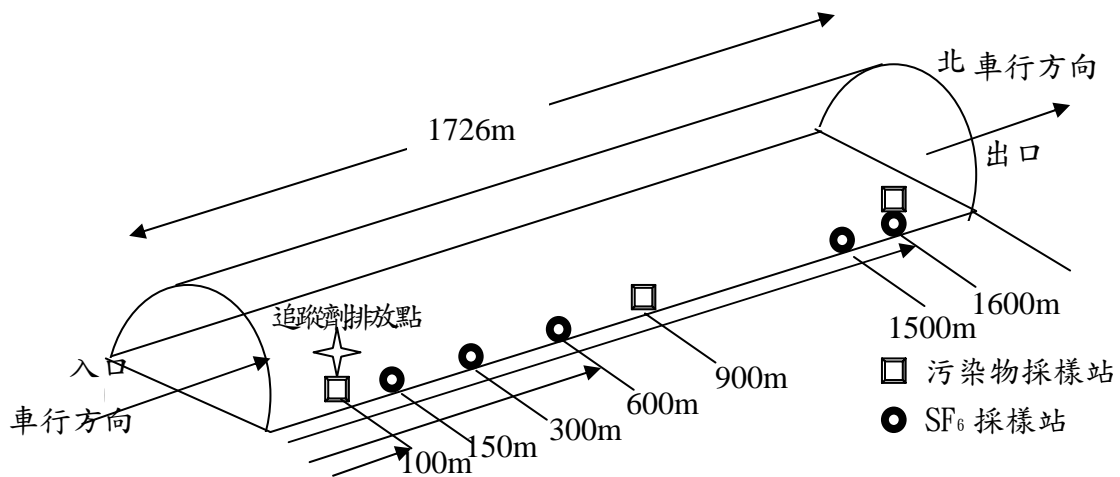 北 車行方向
1726m
出口
追蹤劑排放點
入口
車行方向
100m
150m
300m
600m
900m
1500m
1600m
污染物採樣站
SF₆ 採樣站